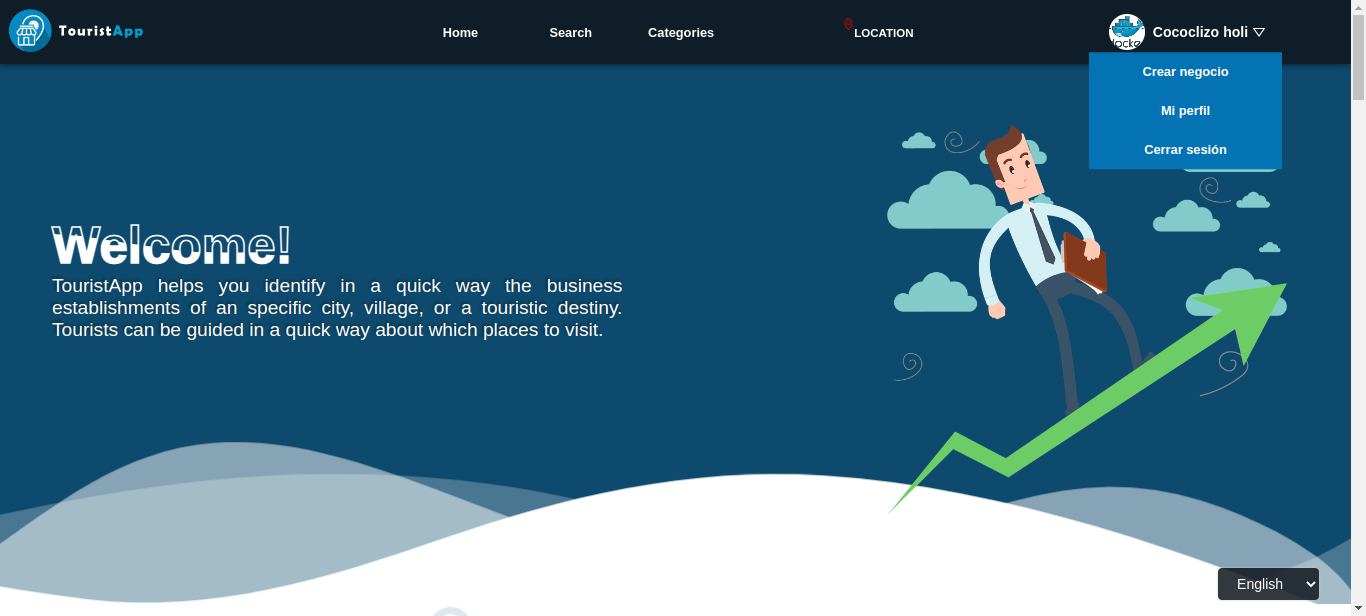 TouristApp
Home
Search
Categories
LOCATION
Cococlizo holi
Crear negocio
Mi perfil
Cerrar sesión
Welcome!
TouristApp helps you identify in a quick way the business
establishments of an specific city, village, or a touristic destiny.
Tourists can be guided in a quick way about which places to visit.
English